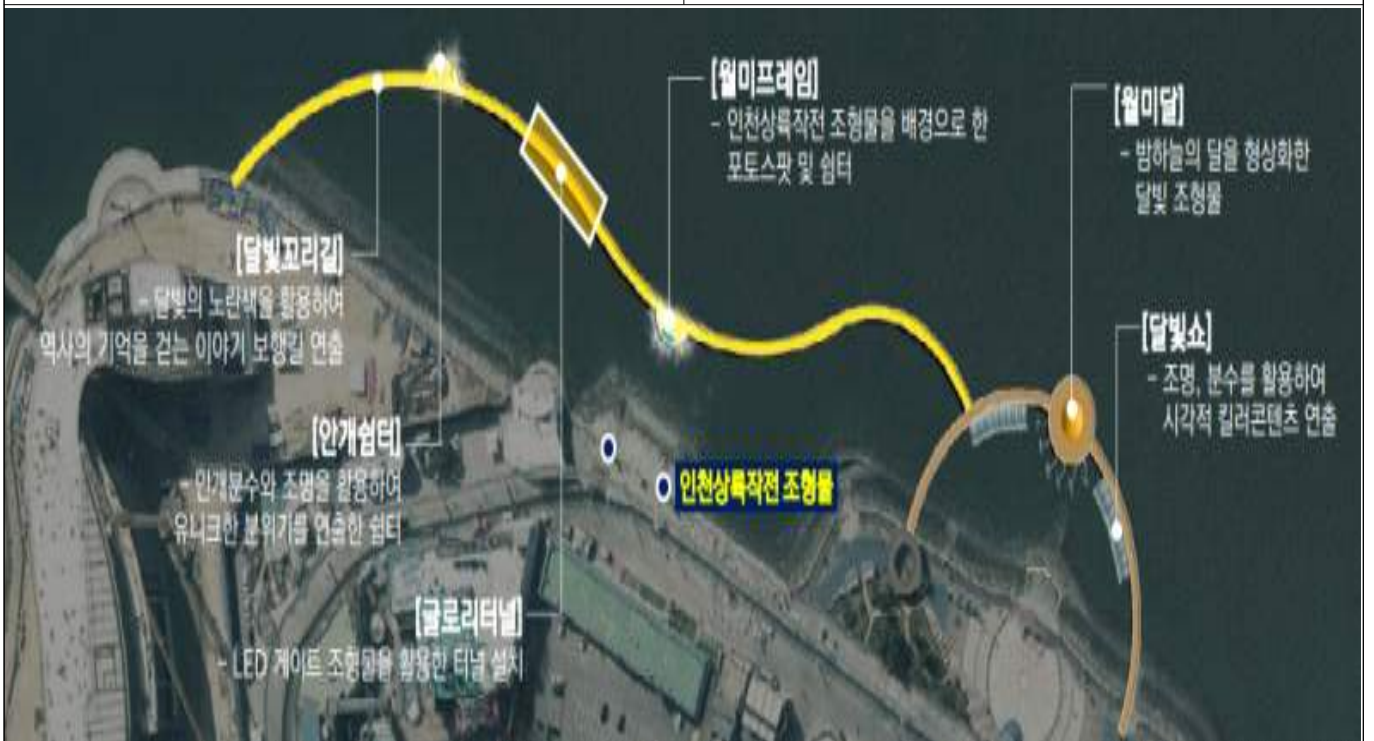 [월미프레임]
- 인천상륙작전 조형물을 배경으로 한
포토스팟 및 쉼터
[월미달]
- 밤하늘의 달을 형상화한
달빛 조형물
[달빛꼬리길]
- 달빛의 노란색을 활용하여
역사의 기억을 걷는 이야기 보행길 연출
[달빛쇼]
- 조명, 분수를 활용하여
시각적 킬러콘텐츠 연출
[안개쉼터]
- 안개분수와 조명을 활용하여
유니크한 분위기를 연출한 쉼터
인천상륙작전 조형물
[글로리터널]
- LED 게이트 조형물을 활용한 터널 설치